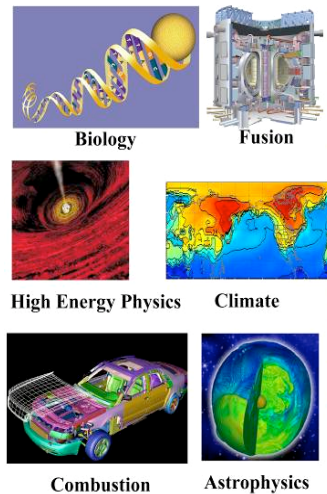 Biology
Fusion
High Energy Physics
Climate
Combustion
Astrophysics